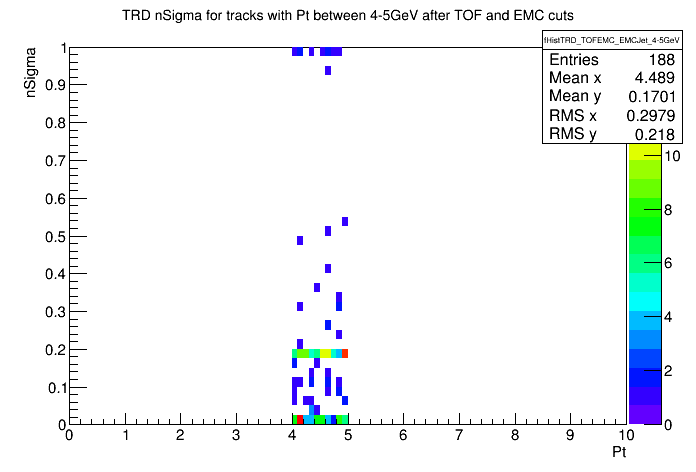 TRD nSigma for tracks with Pt between 4-5GeV after TOF and EMC cuts
fHistTRD_TOFEMC_EMCJet_4-5GeV
Entries 188
Mean x 4.489
Mean y 0.1701
RMS x 0.2979
RMS y 0.218
nSigma
1
0.9
0.8
0.7
0.6
0.5
0.4
0.3
0.2
0.1
0
10
8
6
4
2
0
0 1 2 3 4 5 6 7 8 9 10
Pt